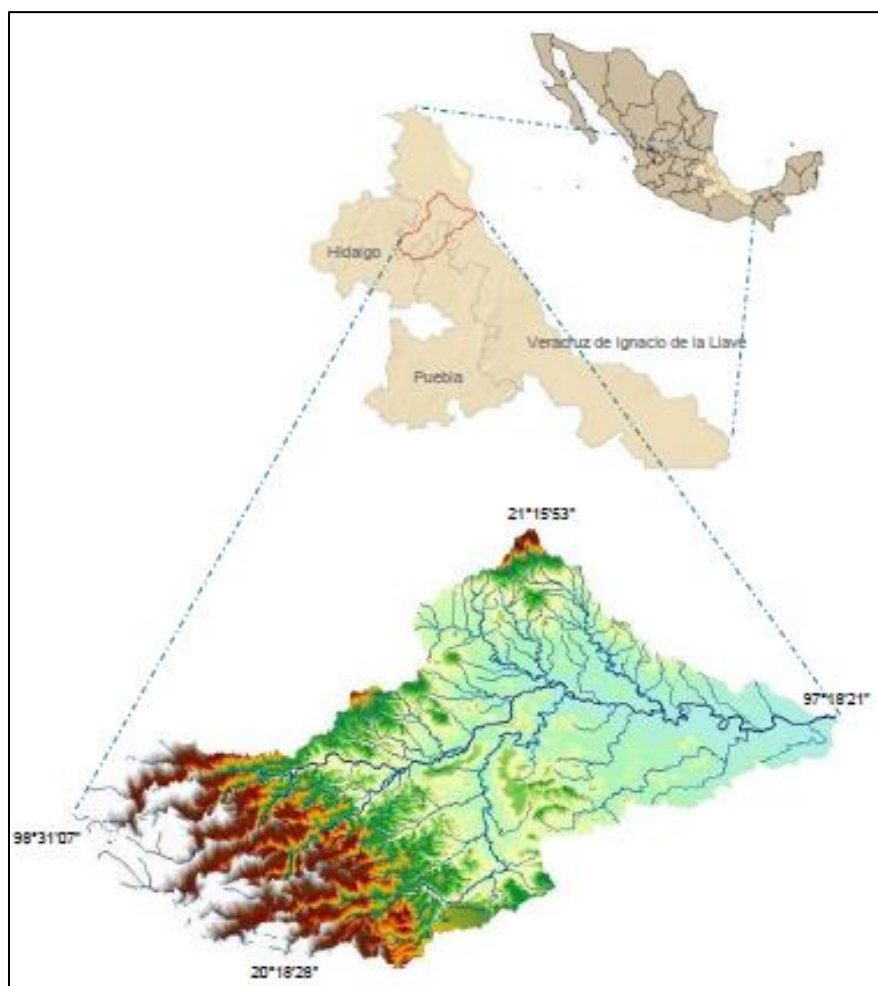 Hidalgo
Veracruz de Ignacio de la Llave
Puebla
21°15'53"
97°18'21"
98°31'07"
20°18'28"